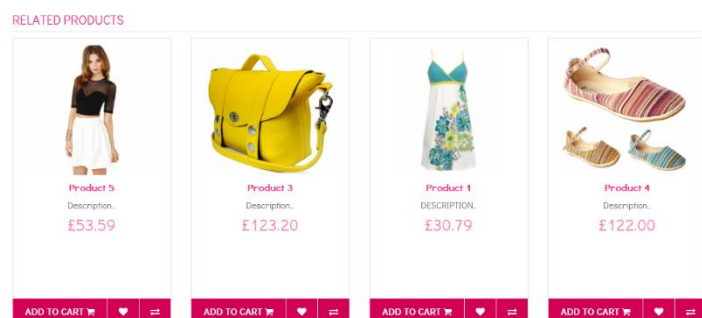 RELATED PRODUCTS
Product 5
Description..
£53.59
ADD TO CART
Product 3
Description..
£123.20
ADD TO CART
Product 1
DESCRIPTION..
£30.79
ADD TO CART
Product 4
Description..
£122.00
ADD TO CART